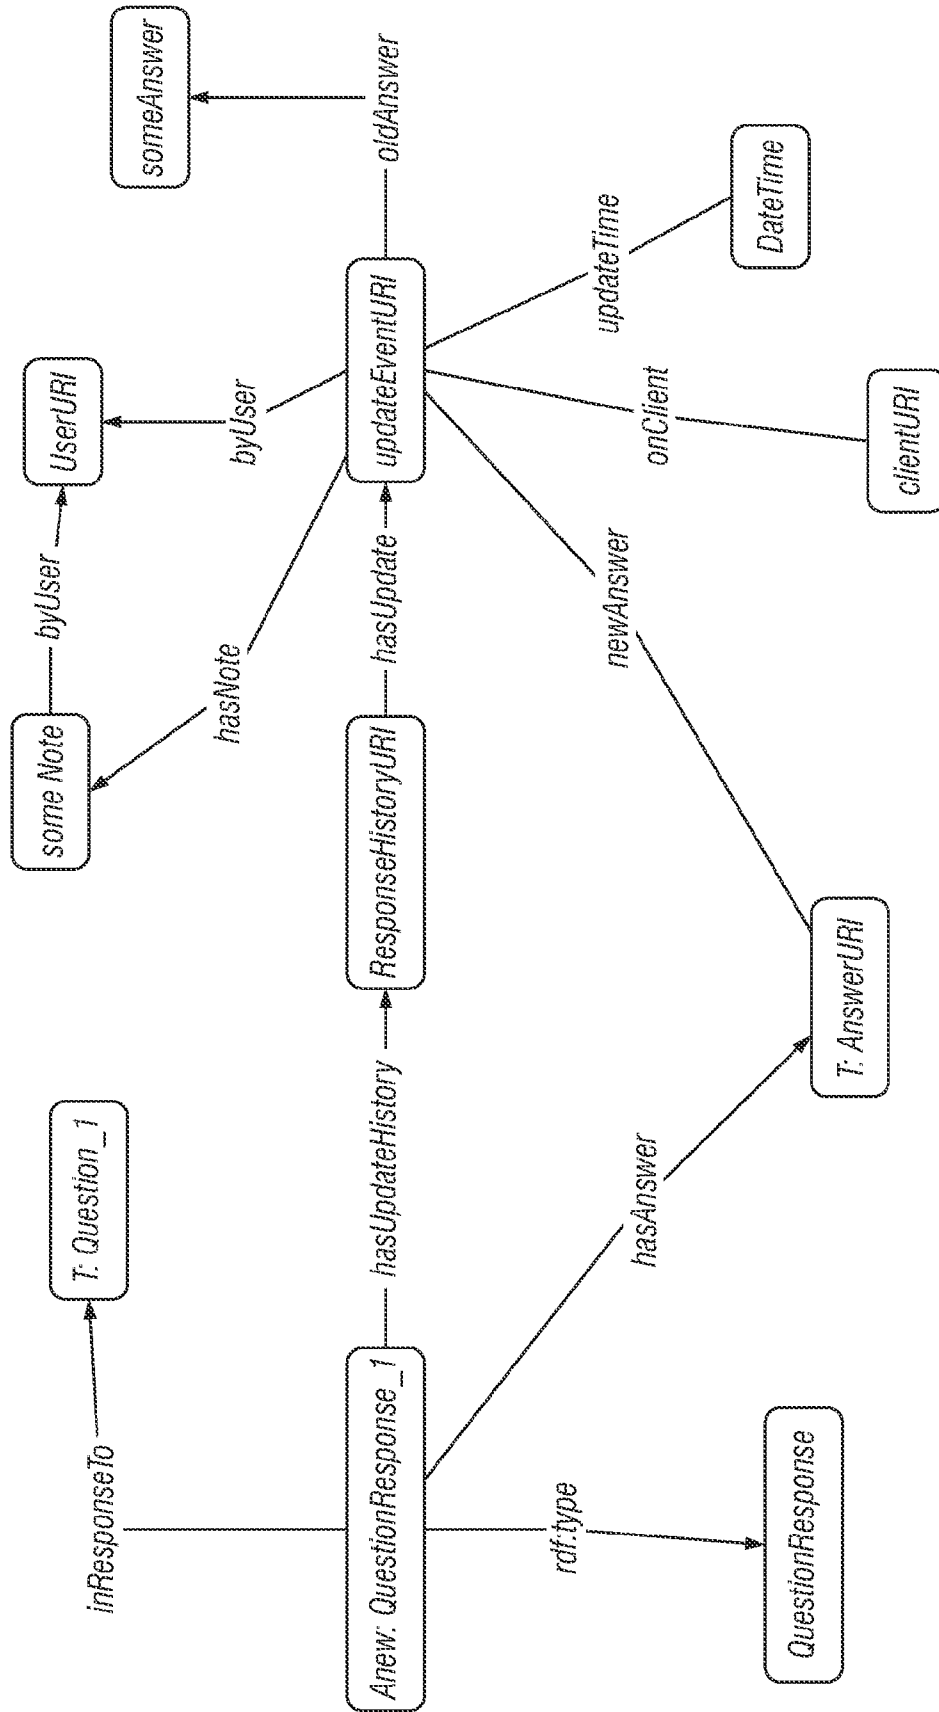 some Note
byUser
UserURI
someAnswer
T: Question_1
inResponseTo
hasNote
byUser
oldAnswer
Anew: QuestionResponse_1
hasUpdateHistory
ResponseHistoryURI
hasUpdate
updateEventURI
rdf:type
hasAnswer
newAnswer
onClient
updateTime
QuestionResponse
T: AnswerURI
clientURI
DateTime